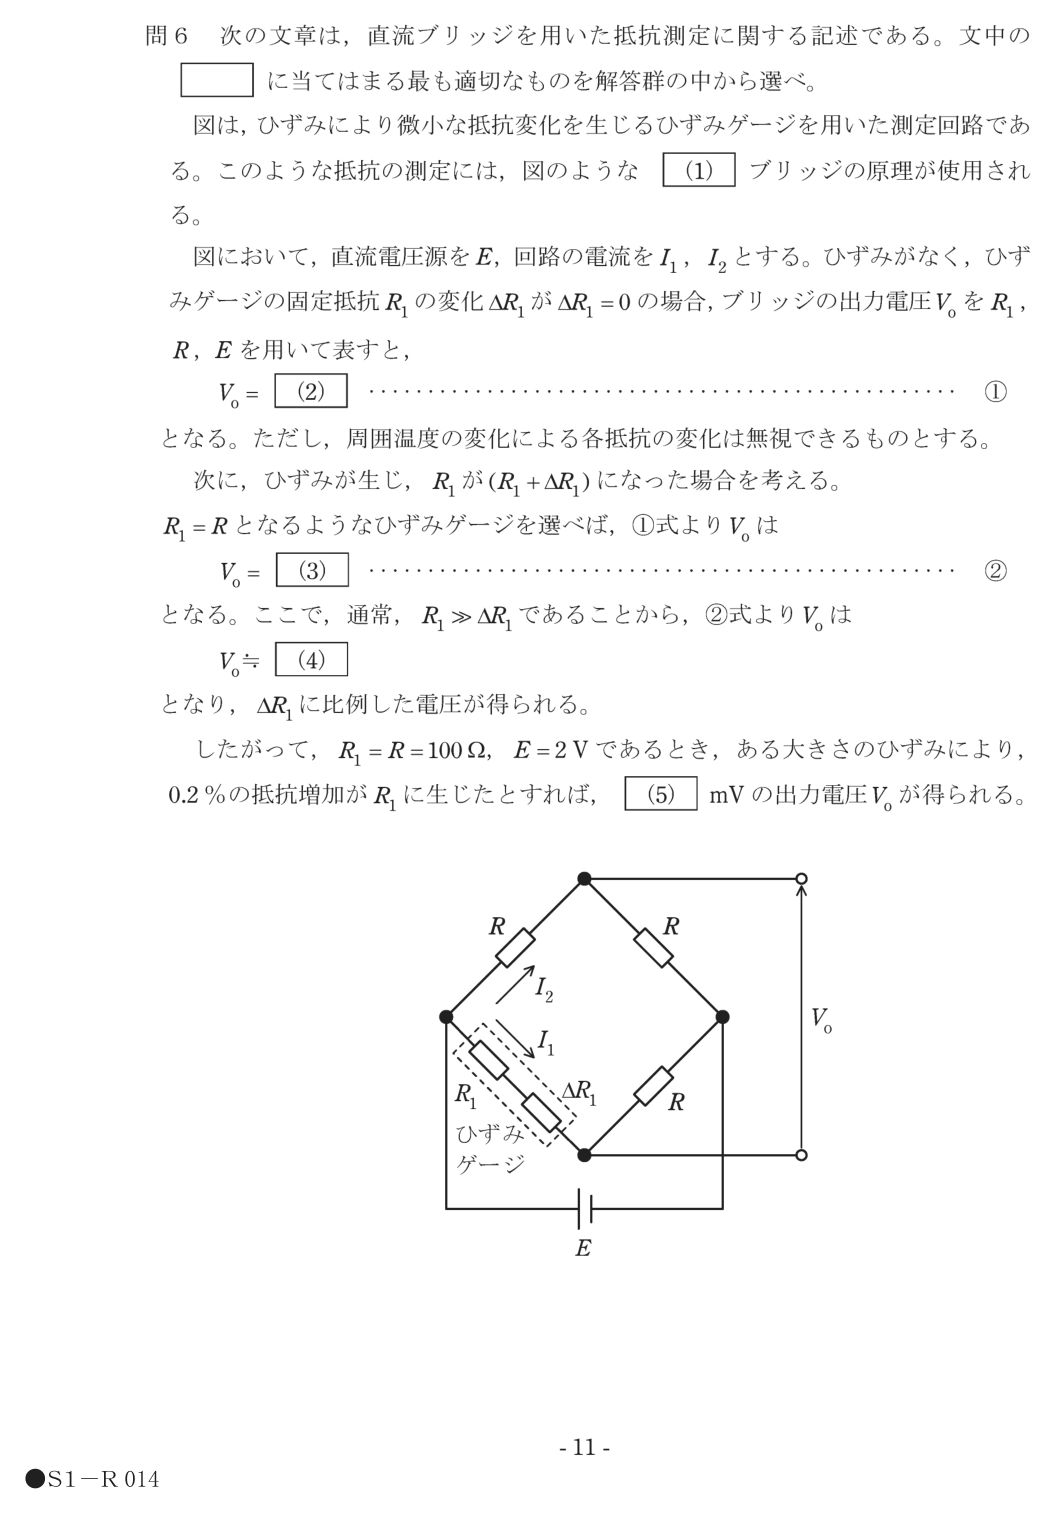 問６　次の文章は，直流ブリッジを用いた抵抗測定に関する記述である。文中の
に当てはまる最も適切なものを解答群の中から選べ。
図は，ひずみにより微小な抵抗変化を生じるひずみゲージを用いた測定回路であ
る。このような抵抗の測定には，図のような (1) ブリッジの原理が使用され
る。
図において，直流電圧源をE，回路の電流をI₁，I₂とする。ひずみがなく，ひず
みゲージの固定抵抗R₁の変化ΔR₁がΔR₁=0の場合，ブリッジの出力電圧VₒをR₁，
R，Eを用いて表すと，
Vₒ= (2) ･･････････････････････････････････････････････････ ①
となる。ただし，周囲温度の変化による各抵抗の変化は無視できるものとする。
次に，ひずみが生じ，R₁が(R₁+ΔR₁)になった場合を考える。
R₁=Rとなるようなひずみゲージを選べば，①式よりVₒは
Vₒ= (3) ･･････････････････････････････････････････････････ ②
となる。ここで，通常，R₁≫ΔR₁であることから，②式よりVₒは
Vₒ≒ (4)
となり，ΔR₁に比例した電圧が得られる。
したがって，R₁=R=100Ω，E=2Vであるとき，ある大きさのひずみにより，
0.2％の抵抗増加がR₁に生じたとすれば， (5) mVの出力電圧Vₒが得られる。
R
R
I₂
Vₒ
I₁
R₁
ΔR₁
R
ひずみ
ゲージ
E
- 11 -
●S1－R 014